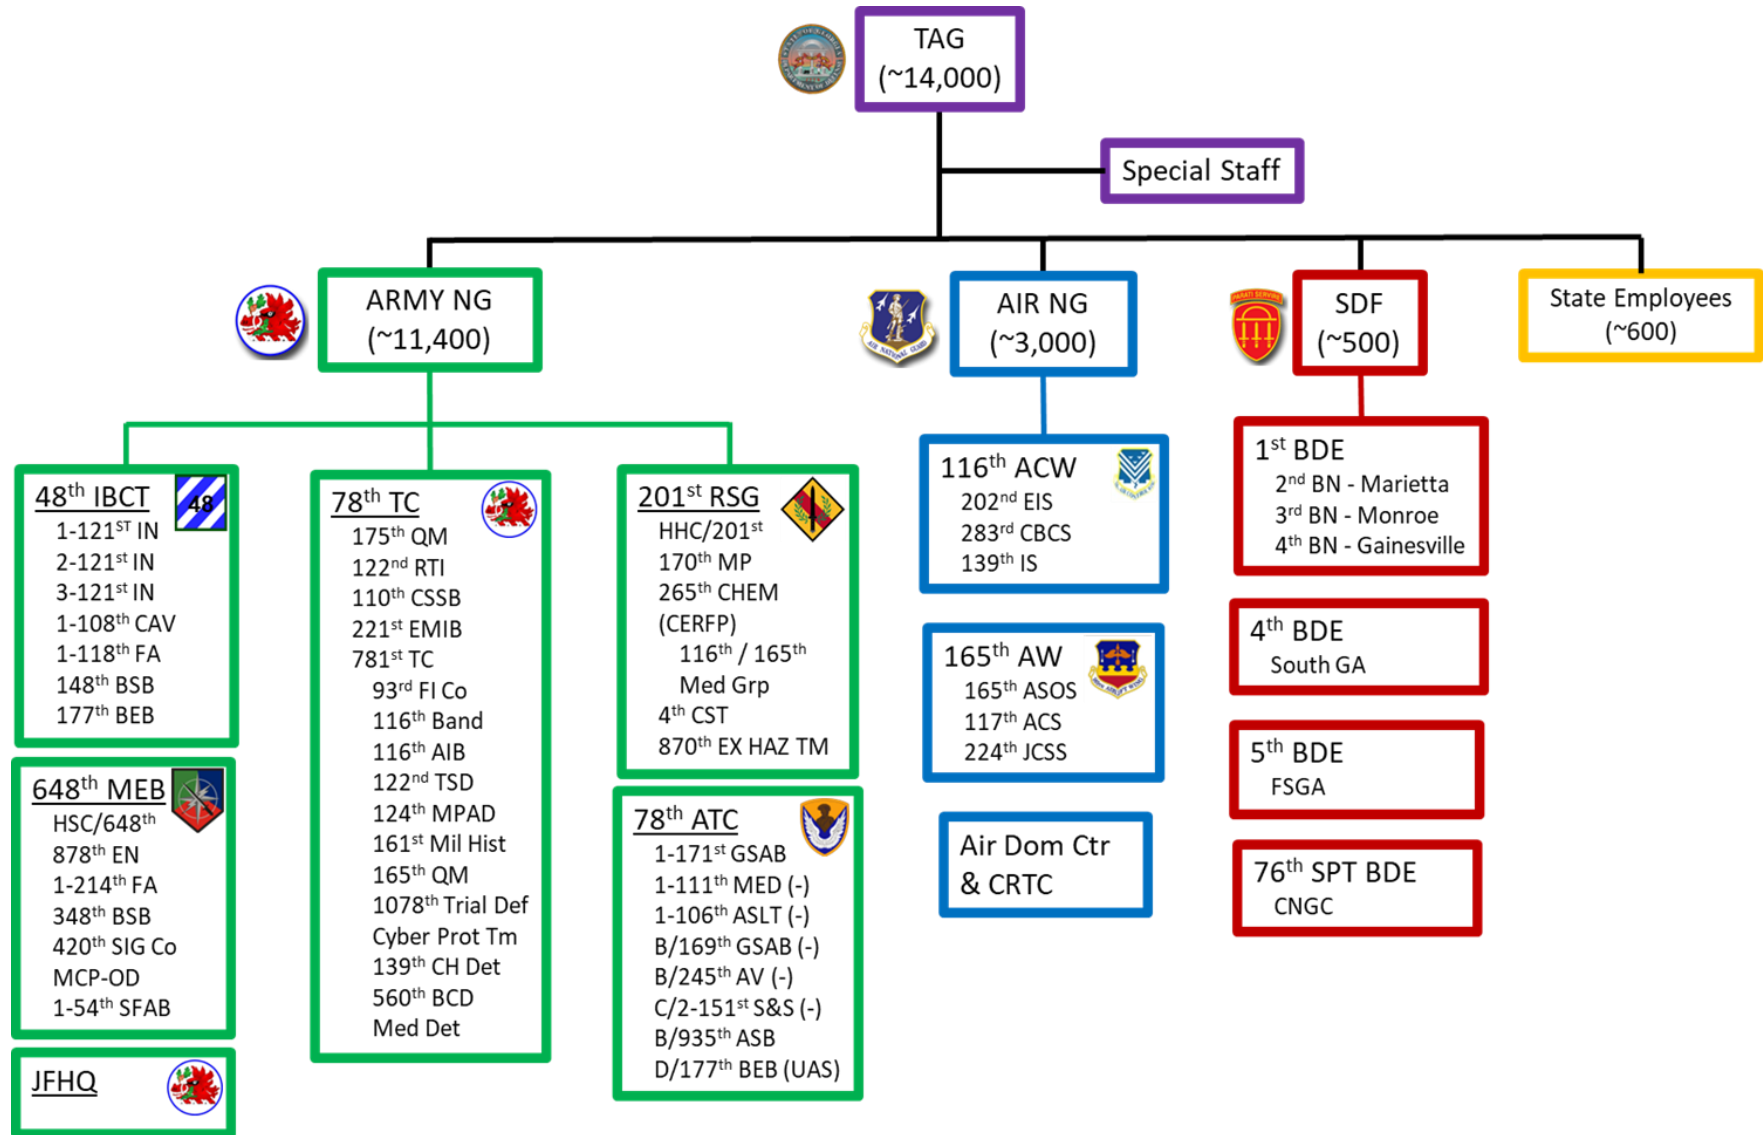 TAG
(~14,000)
Special Staff
ARMY NG
(~11,400)
AIR NATIONAL GUARD
AIR NG
(~3,000)
PARATI SERVIRE
SDF
(~500)
State Employees
(~600)
48th IBCT
48
1-121ST IN
2-121st IN
3-121st IN
1-108th CAV
1-118th FA
148th BSB
177th BEB
648th MEB
HSC/648th
878th EN
1-214th FA
348th BSB
420th SIG Co
MCP-OD
1-54th SFAB
JFHQ
78th TC
175th QM
122nd RTI
110th CSSB
221st EMIB
781st TC
93rd FI Co
116th Band
116th AIB
122nd TSD
124th MPAD
161st Mil Hist
165th QM
1078th Trial Def
Cyber Prot Tm
139th CH Det
560th BCD
Med Det
201st RSG
HHC/201st
170th MP
265th CHEM
(CERFP)
116th / 165th
Med Grp
4th CST
870th EX HAZ TM
78th ATC
1-171st GSAB
1-111th MED (-)
1-106th ASLT (-)
B/169th GSAB (-)
B/245th AV (-)
C/2-151st S&S (-)
B/935th ASB
D/177th BEB (UAS)
116th ACW
202nd EIS
283rd CBCS
139th IS
165th AW
165th ASOS
117th ACS
224th JCSS
Air Dom Ctr
& CRTC
1st BDE
2nd BN - Marietta
3rd BN - Monroe
4th BN - Gainesville
4th BDE
South GA
5th BDE
FSGA
76th SPT BDE
CNGC